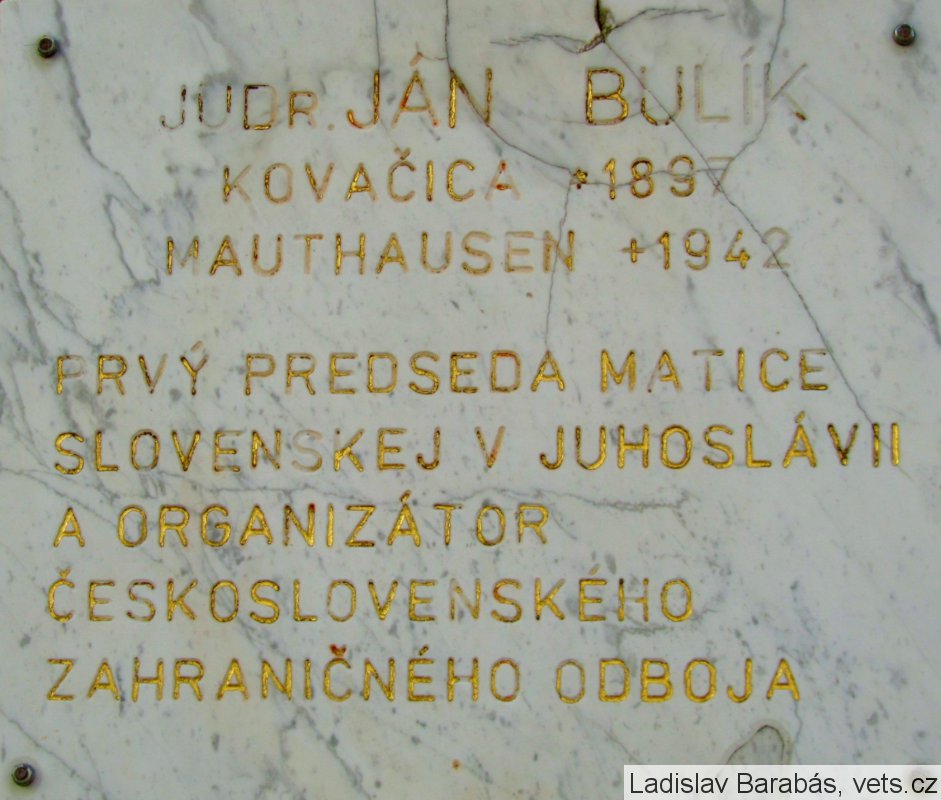 JUDR. JÁN BULÍK
KOVAČICA *1897
MAUTHAUSEN +1942
PRVÝ PREDSEDA MATICE
SLOVENSKEJ V JUHOSLÁVII
A ORGANIZÁTOR
ČESKOSLOVENSKÉHO
ZAHRANIČNÉHO ODBOJA
Ladislav Barabás, vets.cz